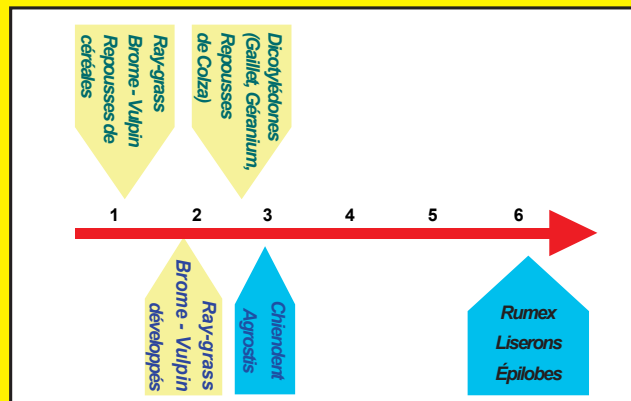 Ray-grass
Brome - Vulpin
Repousses de
céréales
Dicotylédones
(Gaillet, Géranium,
Repousses
de Colza)
1 2 3 4 5 6
Ray-grass
Brome - Vulpin
développés
Chiendent
Agrostis
Rumex
Liserons
Épilobes